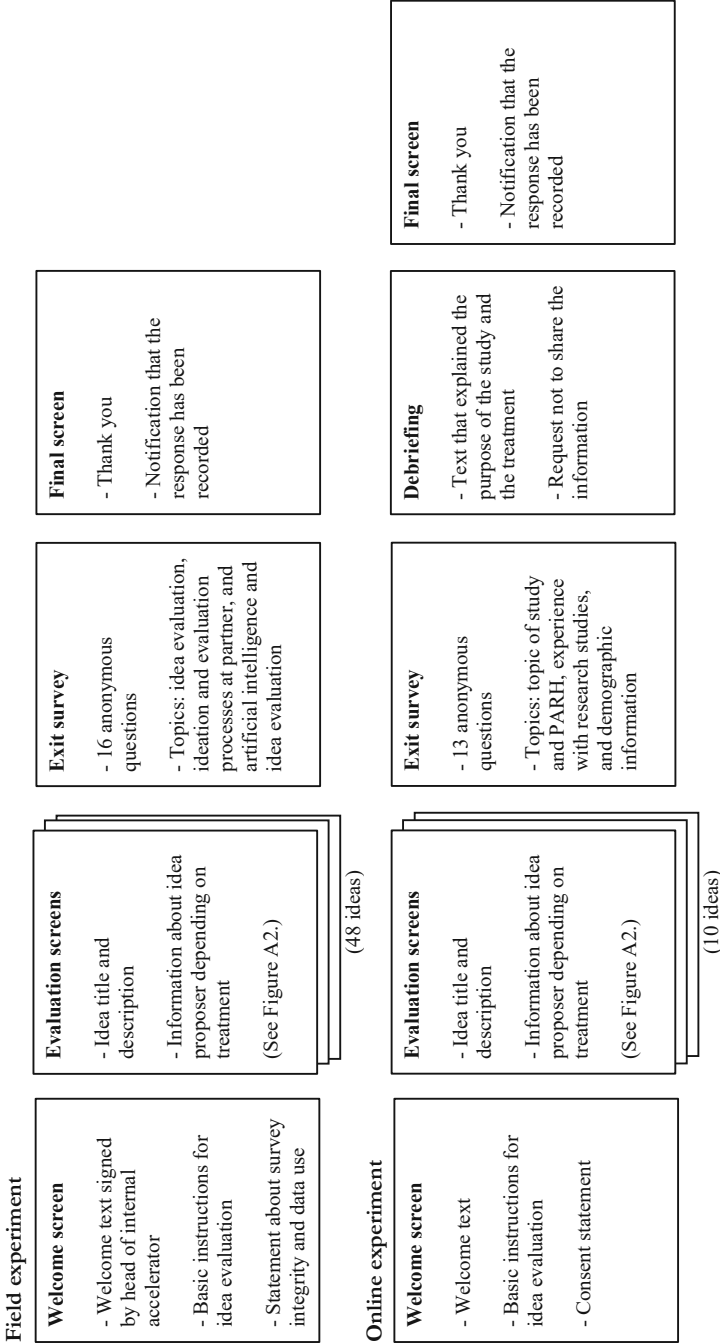 Field experiment
Welcome screen
- Welcome text signed
by head of internal
accelerator
- Basic instructions for
idea evaluation
- Statement about survey
integrity and data use
Evaluation screens
- Idea title and
description
- Information about idea
proposer depending on
treatment
(See Figure A2.)
(48 ideas)
Exit survey
- 16 anonymous
questions
- Topics: idea evaluation,
ideation and evaluation
processes at partner, and
artificial intelligence and
idea evaluation
Final screen
- Thank you
- Notification that the
response has been
recorded
Online experiment
Welcome screen
- Welcome text
- Basic instructions for
idea evaluation
- Consent statement
Evaluation screens
- Idea title and
description
- Information about idea
proposer depending on
treatment
(See Figure A2.)
(10 ideas)
Exit survey
- 13 anonymous
questions
- Topics: topic of study
and PARH, experience
with research studies,
and demographic
information
Debriefing
- Text that explained the
purpose of the study and
the treatment
- Request not to share the
information
Final screen
- Thank you
- Notification that the
response has been
recorded